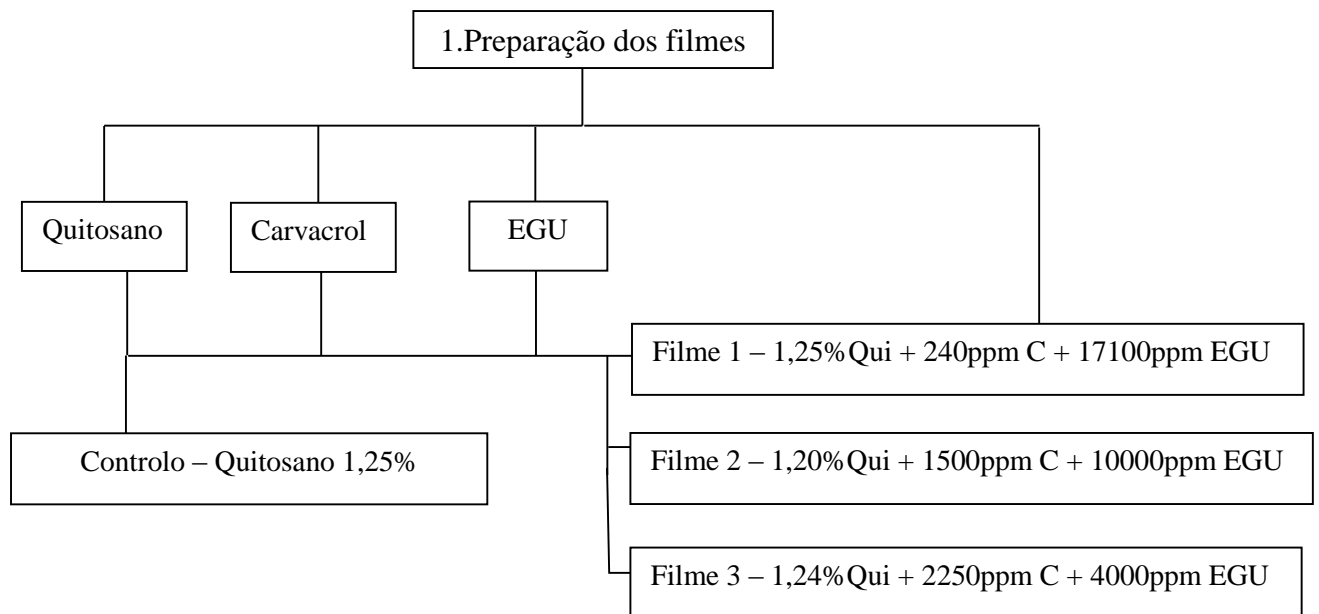 1.Preparação dos filmes
Quitosano
Carvacrol
EGU
Filme 1 – 1,25%Qui + 240ppm C + 17100ppm EGU
Controlo – Quitosano 1,25%
Filme 2 – 1,20%Qui + 1500ppm C + 10000ppm EGU
Filme 3 – 1,24%Qui + 2250ppm C + 4000ppm EGU